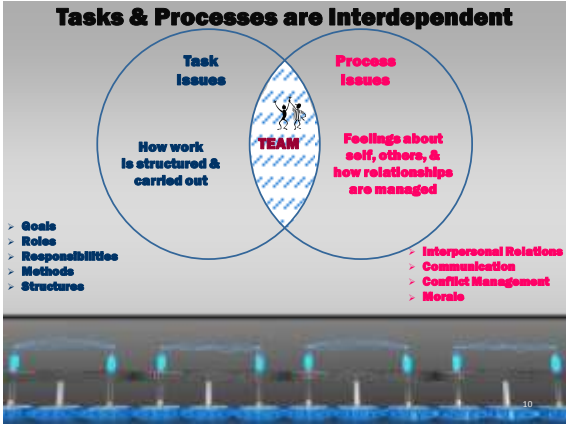 Tasks & Processes are Interdependent
Task
Issues
Process
Issues
TEAM
How work
is structured &
carried out
Feelings about
self, others, &
how relationships
are managed
Goals
Roles
Responsibilities
Methods
Structures
Interpersonal Relations
Communication
Conflict Management
Morale
10